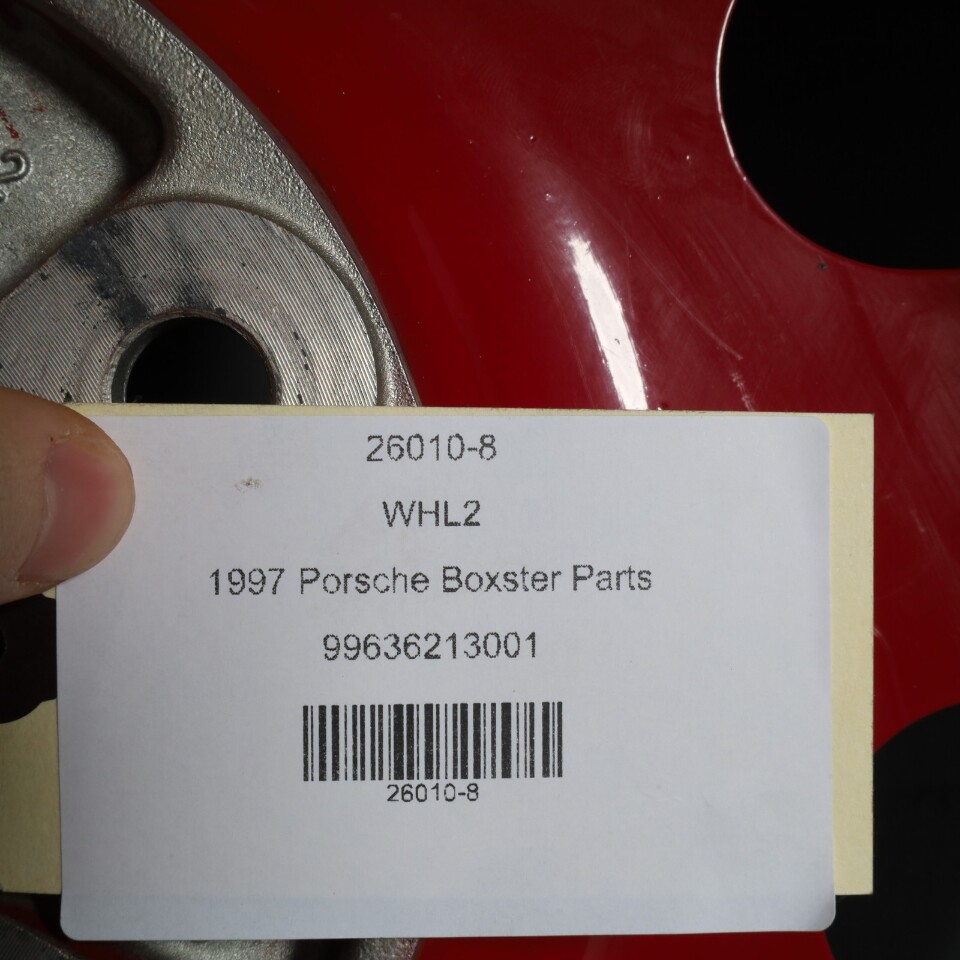 26010-8
WHL2
1997 Porsche Boxster Parts
99636213001
26010-8